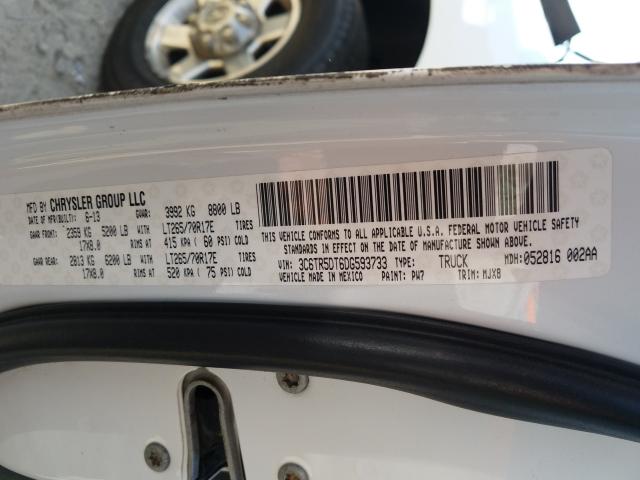 MFD BY CHRYSLER GROUP LLC
DATE OF MFR(BUILT): 6-13 GVWR: 3992 KG 8800 LB
GAWR FRONT: 2359 KG 5200 LB WITH LT265/70R17E TIRES
17X8.0 RIMS AT 415 KPA( 60 PSI) COLD
GAWR REAR: 2813 KG 6200 LB WITH LT265/70R17E TIRES
17X8.0 RIMS AT 520 KPA( 75 PSI) COLD
THIS VEHICLE CONFORMS TO ALL APPLICABLE U.S.A. FEDERAL MOTOR VEHICLE SAFETY
STANDARDS IN EFFECT ON THE DATE OF MANUFACTURE SHOWN ABOVE.
VIN: 3C6TR5DT6DG593733 TYPE: TRUCK MDH:052816 002AA
VEHICLE MADE IN MEXICO PAINT: PW7 TRIM: MJX8